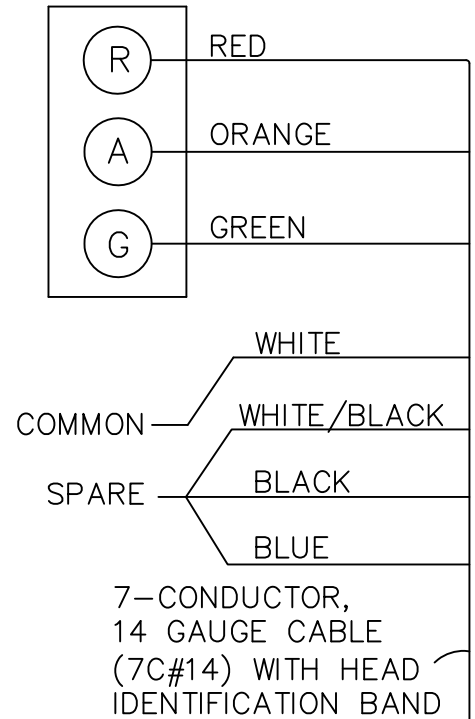 R RED
A ORANGE
G GREEN
WHITE
COMMON
WHITE/BLACK
SPARE
BLACK
BLUE
7-CONDUCTOR,
14 GAUGE CABLE
(7C#14) WITH HEAD
IDENTIFICATION BAND